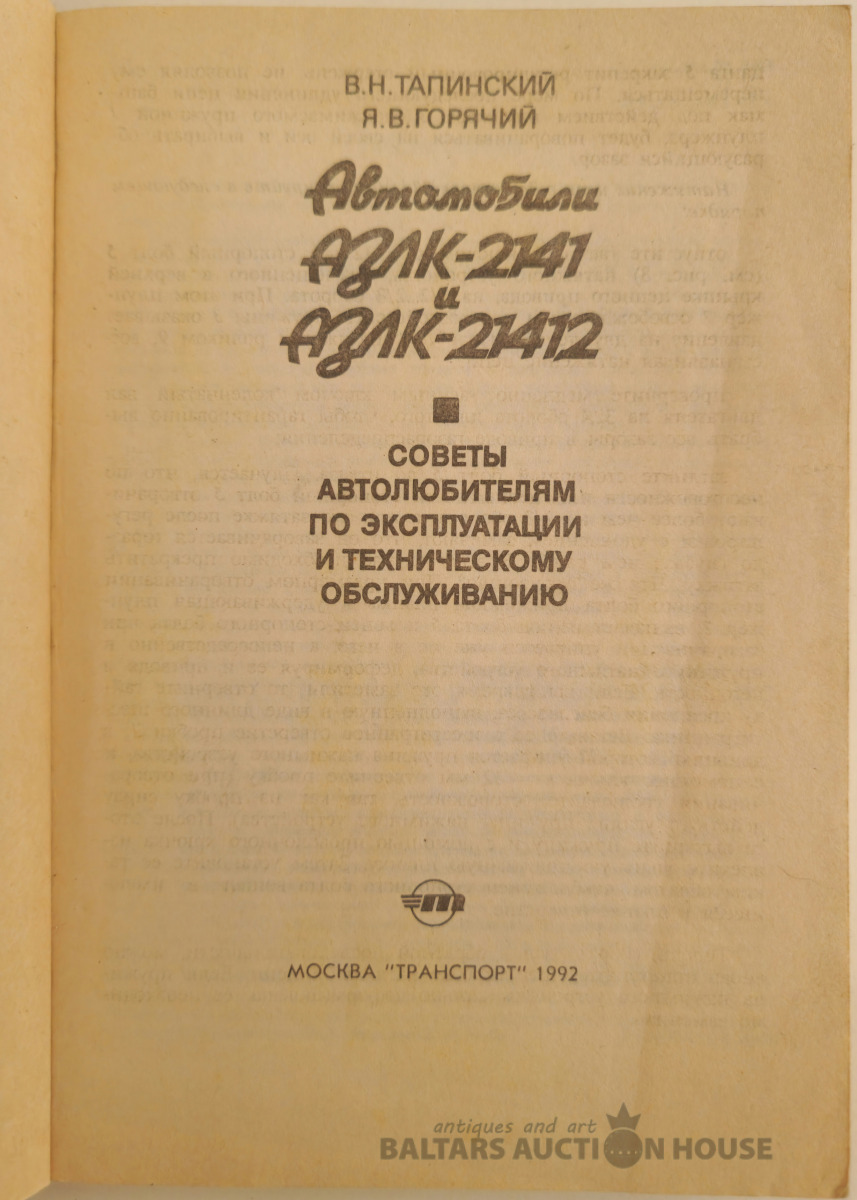 В.Н.ТАПИНСКИЙ
Я.В.ГОРЯЧИЙ
Автомобили
АЗЛК-2141
и
АЗЛК-21412
СОВЕТЫ
АВТОЛЮБИТЕЛЯМ
ПО ЭКСПЛУАТАЦИИ
И ТЕХНИЧЕСКОМУ
ОБСЛУЖИВАНИЮ
МОСКВА "ТРАНСПОРТ" 1992
antiques and art
BALTARS AUCTION HOUSE